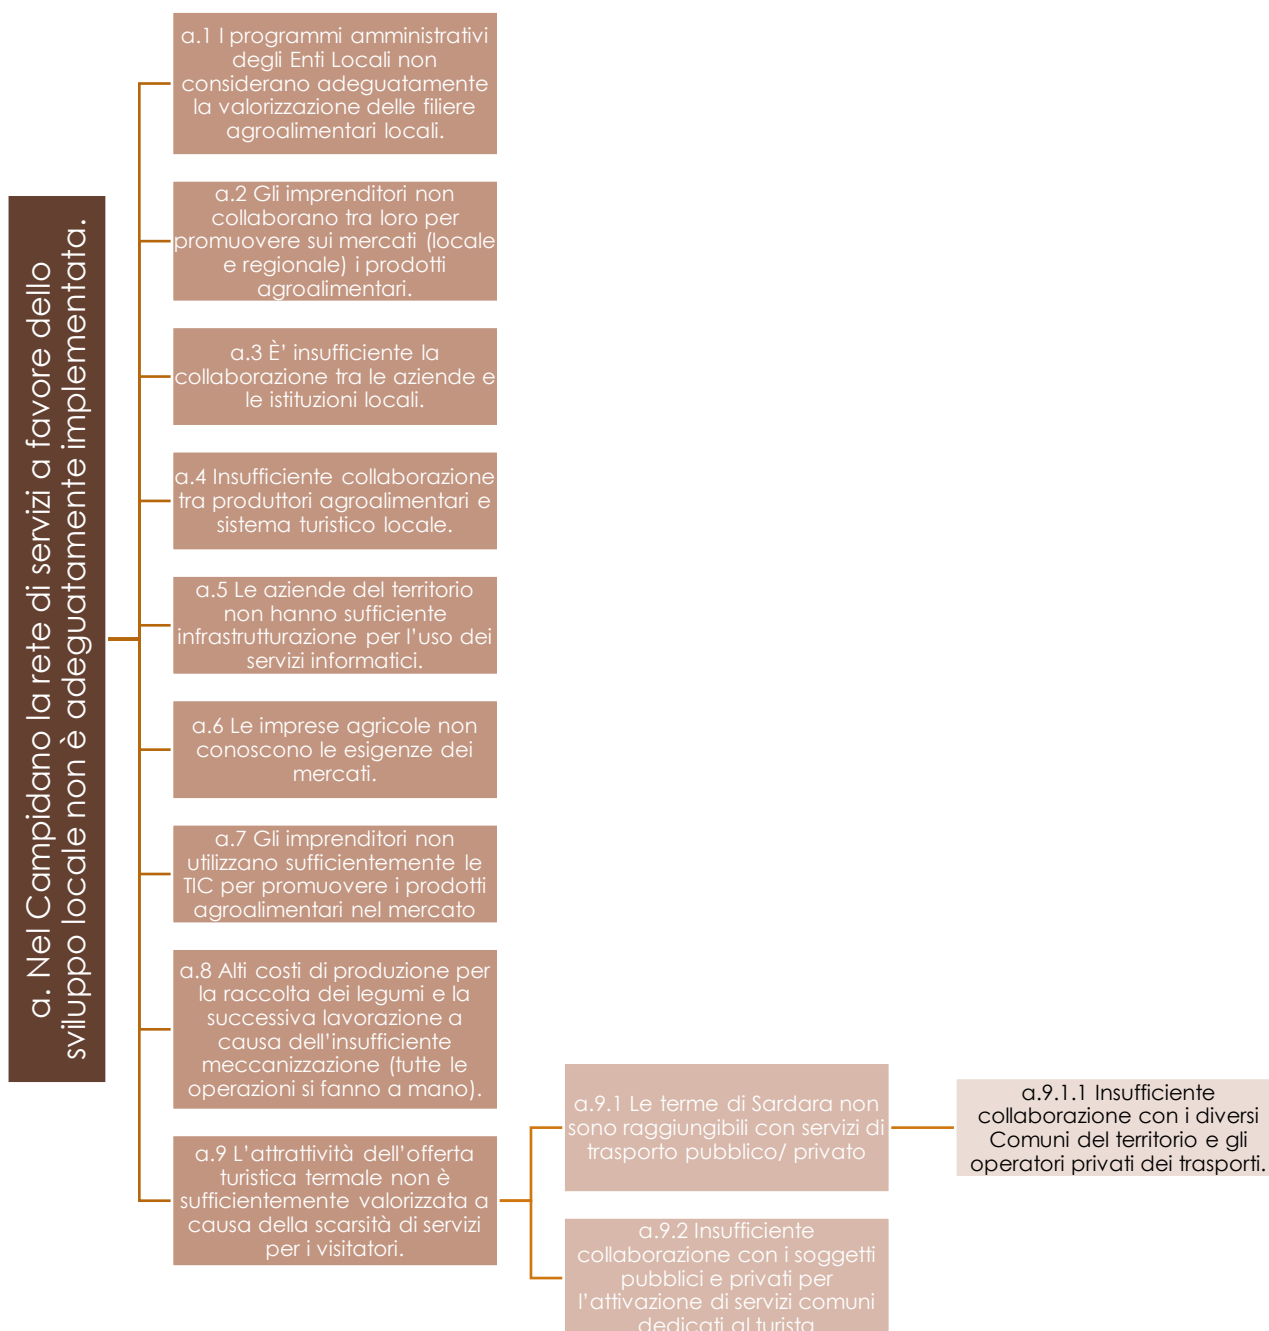 a. Nel Campidano la rete di servizi a favore dello
sviluppo locale non è adeguatamente implementata.
a.1 I programmi amministrativi
degli Enti Locali non
considerano adeguatamente
la valorizzazione delle filiere
agroalimentari locali.
a.2 Gli imprenditori non
collaborano tra loro per
promuovere sui mercati (locale
e regionale) i prodotti
agroalimentari.
a.3 È' insufficiente la
collaborazione tra le aziende e
le istituzioni locali.
a.4 Insufficiente collaborazione
tra produttori agroalimentari e
sistema turistico locale.
a.5 Le aziende del territorio
non hanno sufficiente
infrastrutturazione per l'uso dei
servizi informatici.
a.6 Le imprese agricole non
conoscono le esigenze dei
mercati.
a.7 Gli imprenditori non
utilizzano sufficientemente le
TIC per promuovere i prodotti
agroalimentari nel mercato
a.8 Alti costi di produzione per
la raccolta dei legumi e la
successiva lavorazione a
causa dell'insufficiente
meccanizzazione (tutte le
operazioni si fanno a mano).
a.9 L'attrattività dell'offerta
turistica termale non è
sufficientemente valorizzata a
causa della scarsità di servizi
per i visitatori.
a.9.1 Le terme di Sardara non
sono raggiungibili con servizi di
trasporto pubblico/ privato
a.9.1.1 Insufficiente
collaborazione con i diversi
Comuni del territorio e gli
operatori privati dei trasporti.
a.9.2 Insufficiente
collaborazione con i soggetti
pubblici e privati per
l'attivazione di servizi comuni
dedicati al turista